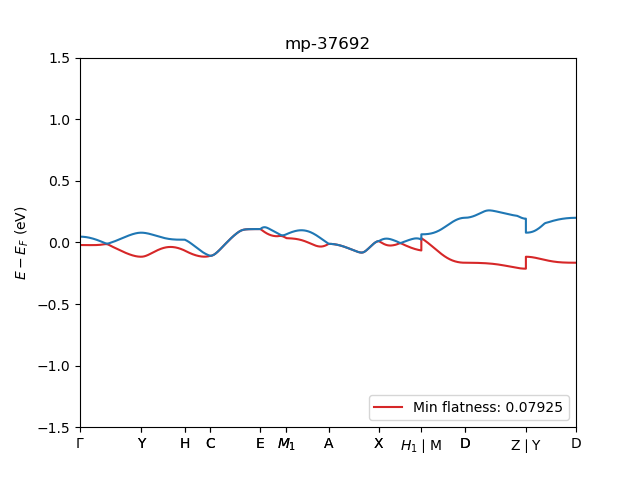 mp-37692
1.5
1.0
0.5
0.0
−0.5
−1.0
−1.5
E − E_F (eV)
Min flatness: 0.07925
Γ Y H C E M₁ A X H₁ | M D Z | Y D